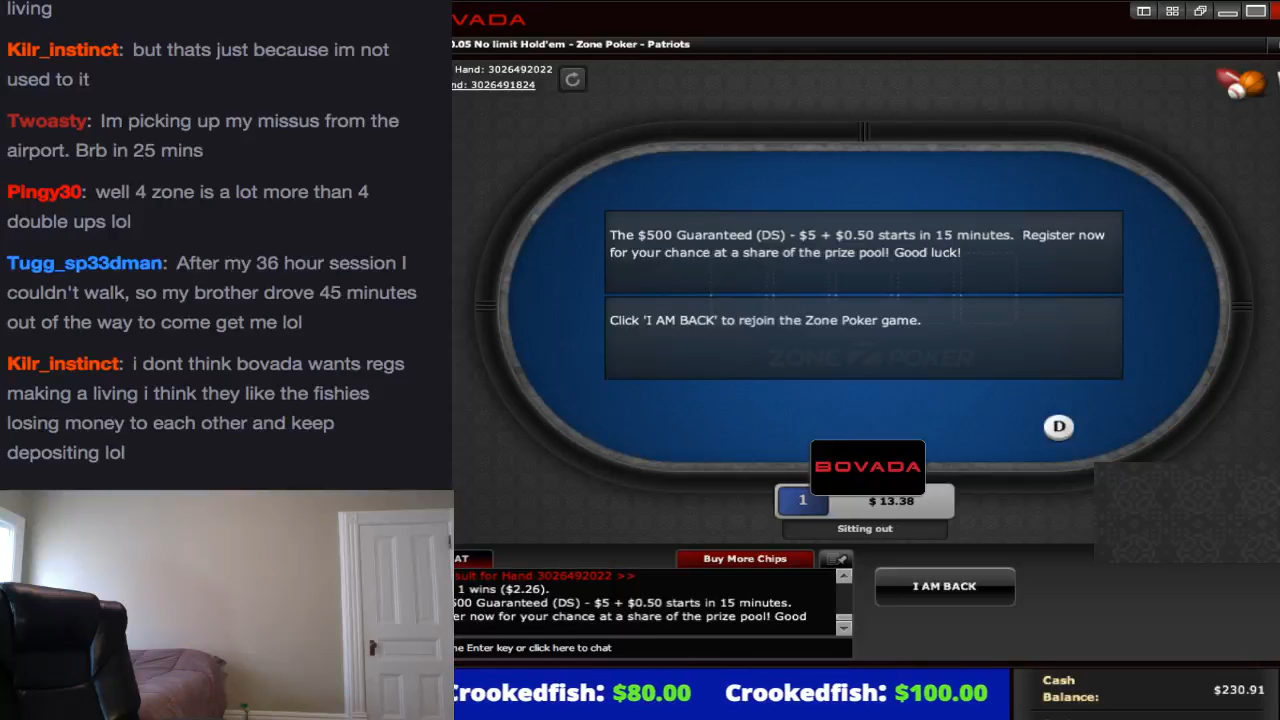 living
Kilr_instinct: but thats just because im not
used to it
Twoasty: Im picking up my missus from the
airport. Brb in 25 mins
Pingy30: well 4 zone is a lot more than 4
double ups lol
Tugg_sp33dman: After my 36 hour session I
couldn't walk, so my brother drove 45 minutes
out of the way to come get me lol
Kilr_instinct: i dont think bovada wants regs
making a living i think they like the fishies
losing money to each other and keep
depositing lol
VADA
0.05 No limit Hold'em - Zone Poker - Patriots
Hand: 3026492022
nd: 3026491824
The $500 Guaranteed (DS) - $5 + $0.50 starts in 15 minutes. Register now
for your chance at a share of the prize pool! Good luck!
Click 'I AM BACK' to rejoin the Zone Poker game.
ZONE POKER
D
BOVADA
1
$ 13.38
Sitting out
AT
Buy More Chips
sult for Hand 3026492022 >>
1 wins ($2.26).
500 Guaranteed (DS) - $5 + $0.50 starts in 15 minutes.
er now for your chance at a share of the prize pool! Good
he Enter key or click here to chat
I AM BACK
Crookedfish: $80.00 Crookedfish: $100.00
Cash
Balance:
$230.91